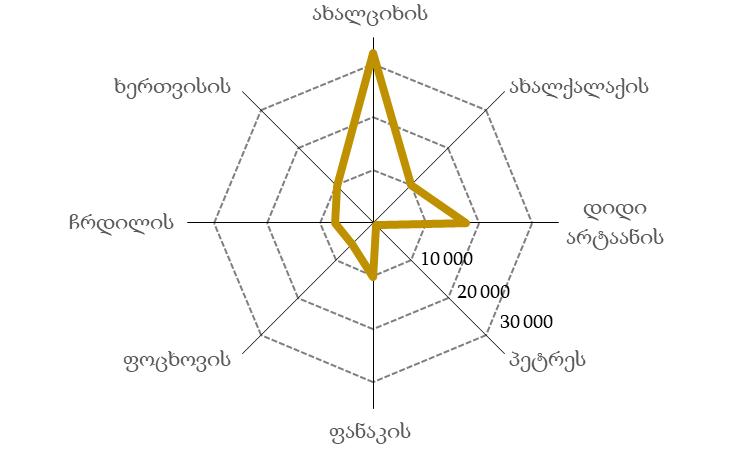 ახალციხის
ხერთვისის
ახალქალაქის
ჩრდილის
დიდი
არტაანის
10 000
20 000
30 000
ფოცხოვის
პეტრეს
ფანაკის